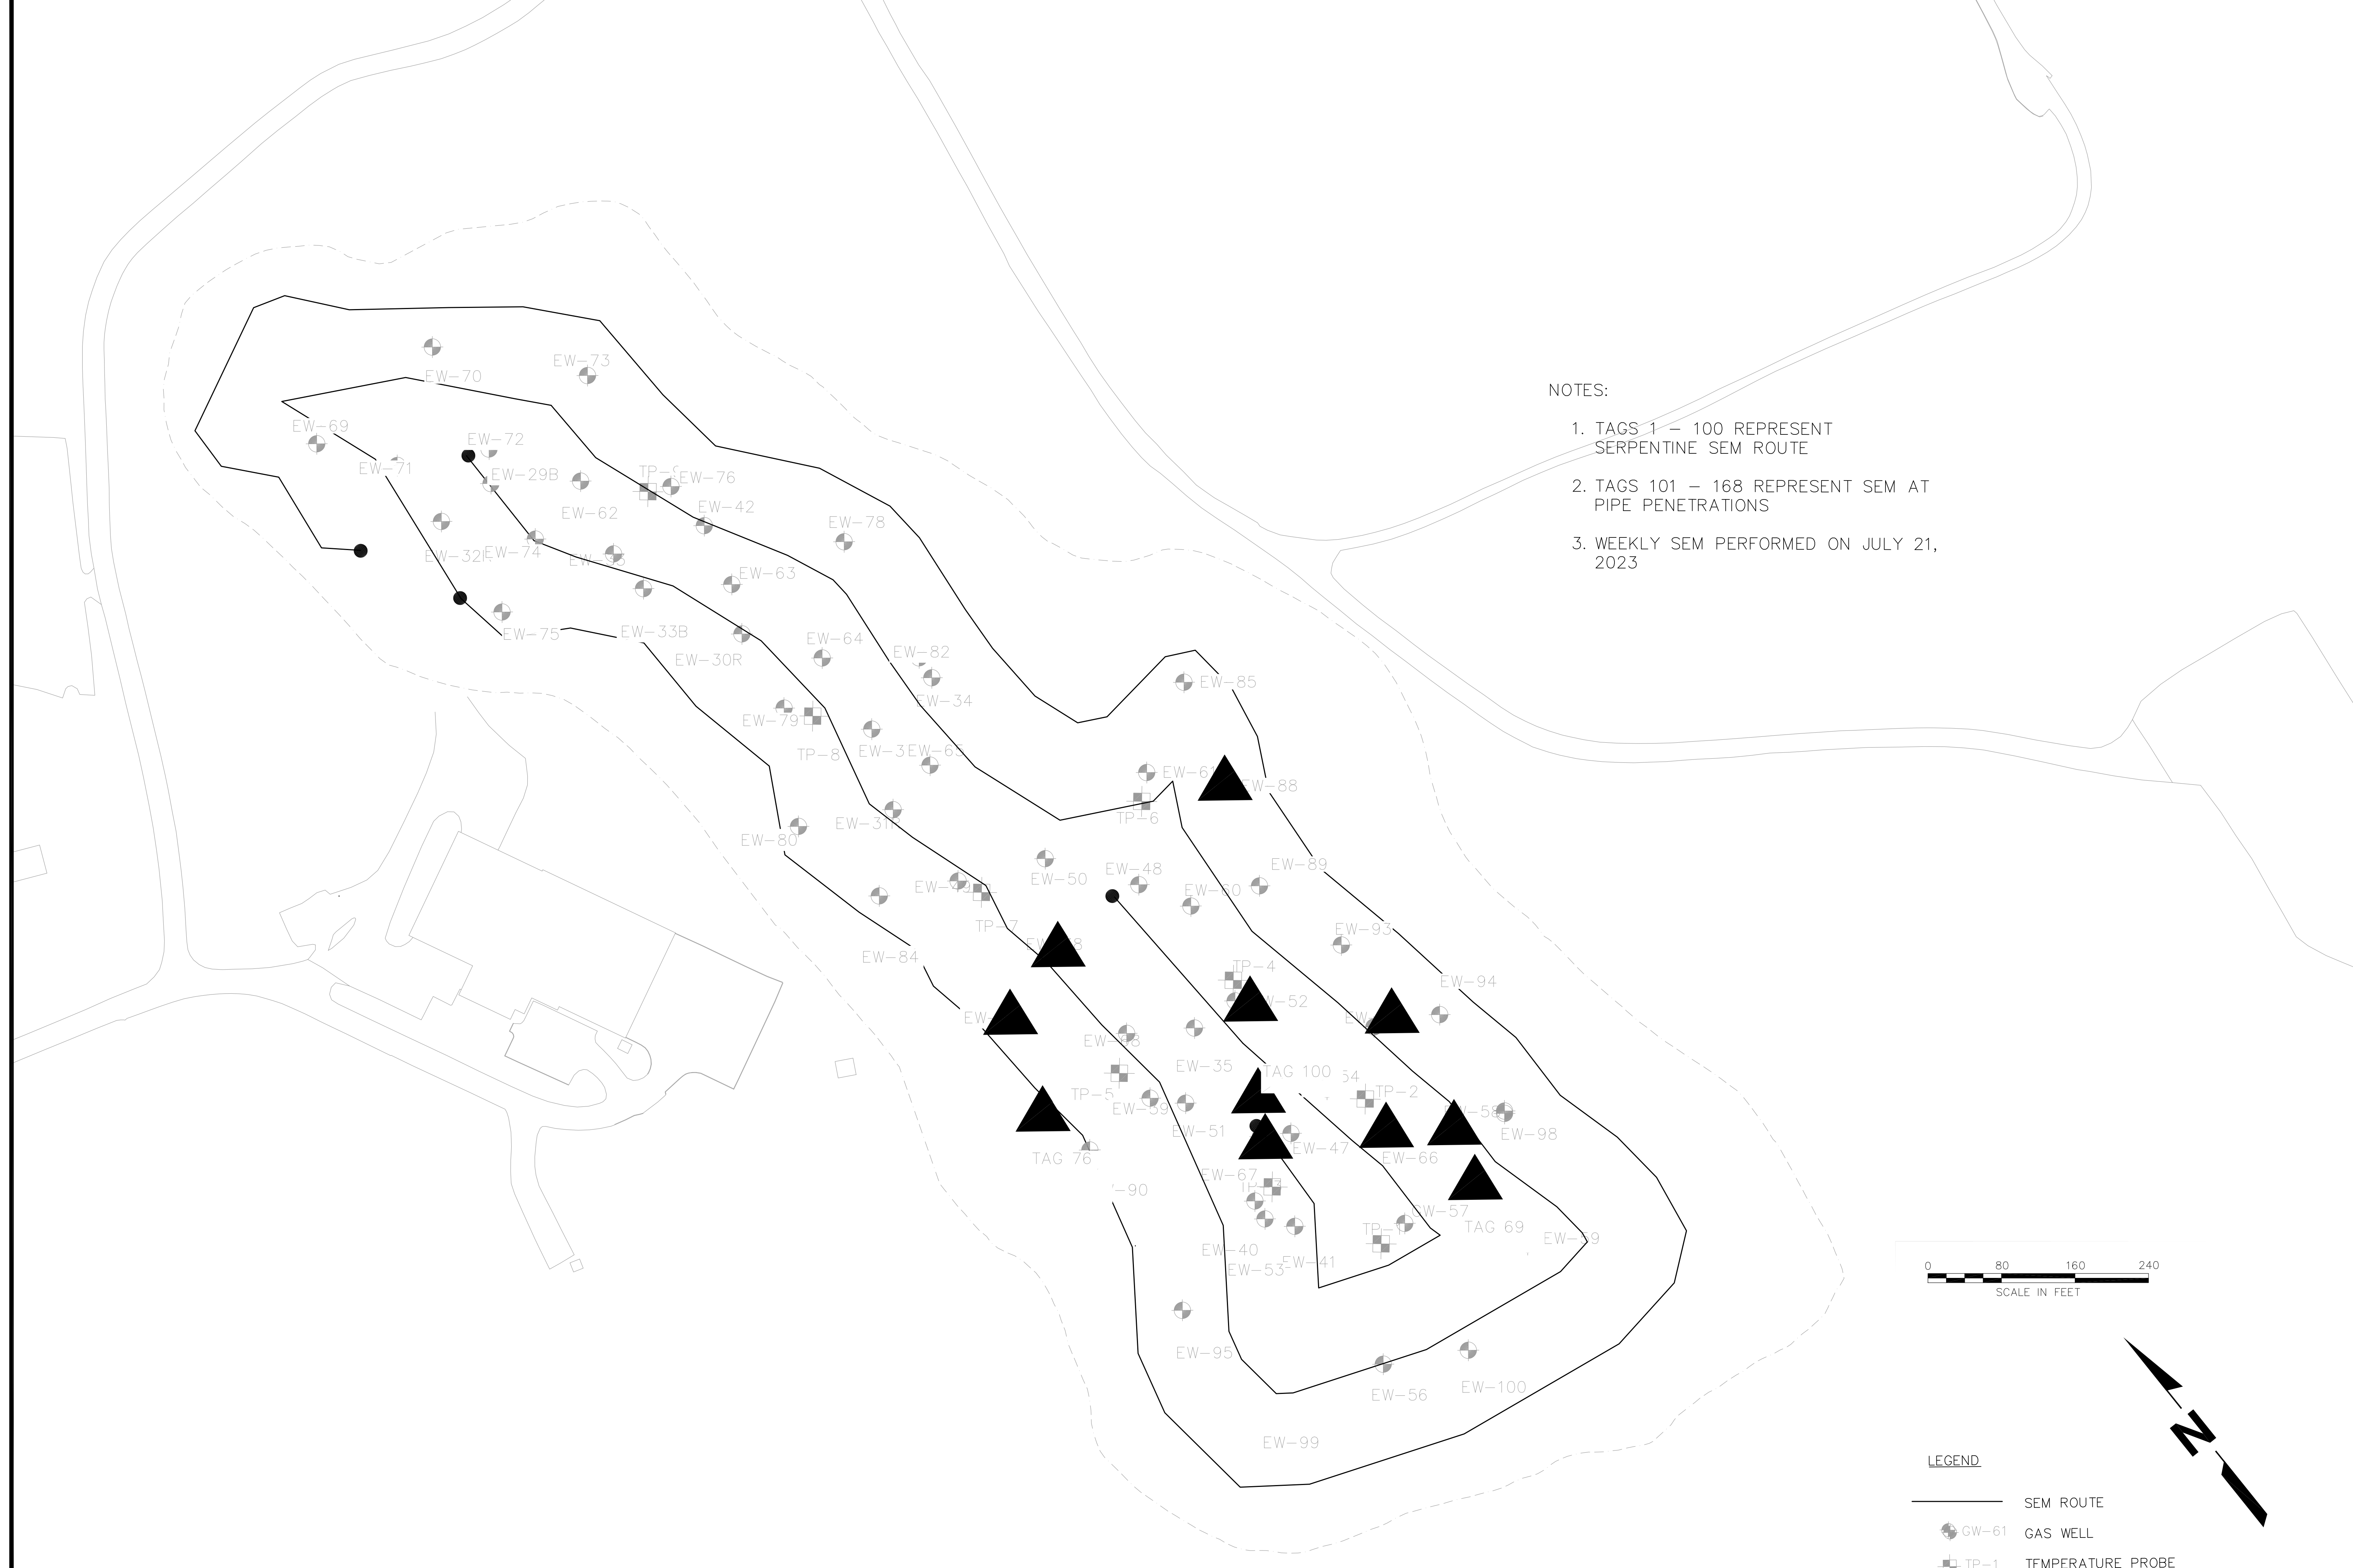 EW-73
EW-70
EW-69
EW-72
EW-71
EW-29B
EW-76
EW-62
EW-42
EW-78
EW-74
EW-63
EW-75
EW-33B
EW-64
EW-30R
EW-82
EW-34
EW-85
EW-79
TP-8
EW-65
EW-88
TP-6
EW-80
EW-89
EW-48
EW-50
EW-60
TP-7
EW-93
EW-84
TP-4
EW-94
EW-35
TAG 100
TP-2
TP-5
EW-59
EW-51
EW-47
EW-98
TAG 76
EW-66
EW-67
TAG 69
EW-40
EW-41
EW-53
EW-95
EW-56
EW-100
EW-99
NOTES:
1. TAGS 1 – 100 REPRESENT
SERPENTINE SEM ROUTE
2. TAGS 101 – 168 REPRESENT SEM AT
PIPE PENETRATIONS
3. WEEKLY SEM PERFORMED ON JULY 21,
2023
0 80 160 240
SCALE IN FEET
N
LEGEND
SEM ROUTE
GW-61 GAS WELL
TP-1 TEMPERATURE PROBE